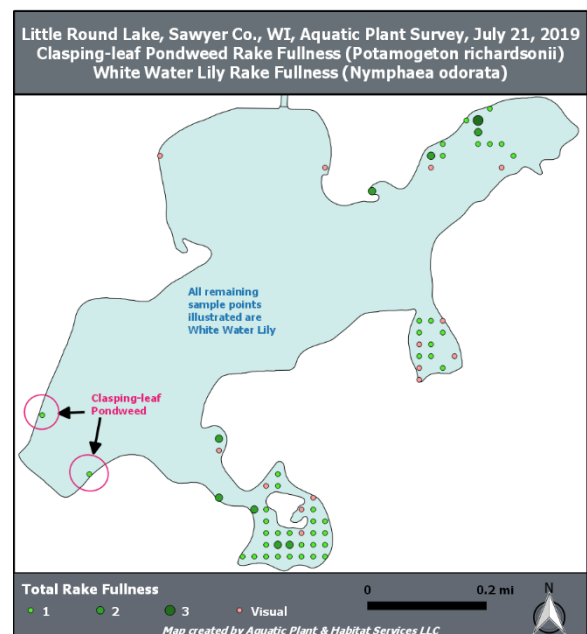 Little Round Lake, Sawyer Co., WI, Aquatic Plant Survey, July 21, 2019
Clasping-leaf Pondweed Rake Fullness (Potamogeton richardsonii)
White Water Lily Rake Fullness (Nymphaea odorata)
All remaining
sample points
illustrated are
White Water Lily
Clasping-leaf
Pondweed
Total Rake Fullness
1 2 3 Visual
0 0.2 mi
N
Map created by Aquatic Plant & Habitat Services LLC